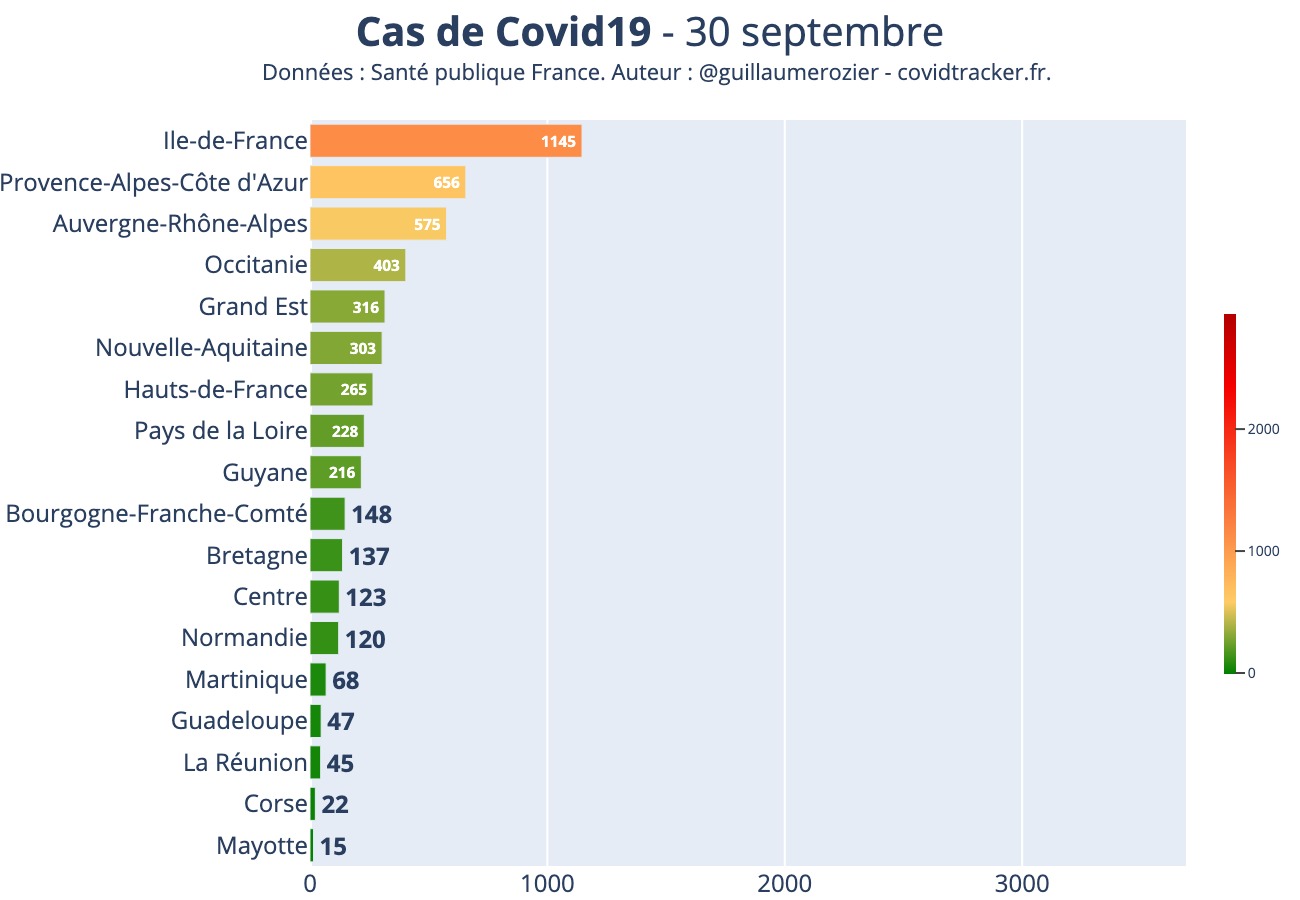 Cas de Covid19 - 30 septembre
Données : Santé publique France. Auteur : @guillaumerozier - covidtracker.fr.
Ile-de-France 1145
Provence-Alpes-Côte d'Azur 656
Auvergne-Rhône-Alpes 575
Occitanie 403
Grand Est 316
Nouvelle-Aquitaine 303
Hauts-de-France 265
Pays de la Loire 228
Guyane 216
Bourgogne-Franche-Comté 148
Bretagne 137
Centre 123
Normandie 120
Martinique 68
Guadeloupe 47
La Réunion 45
Corse 22
Mayotte 15
0 1000 2000 3000
2000
1000
0